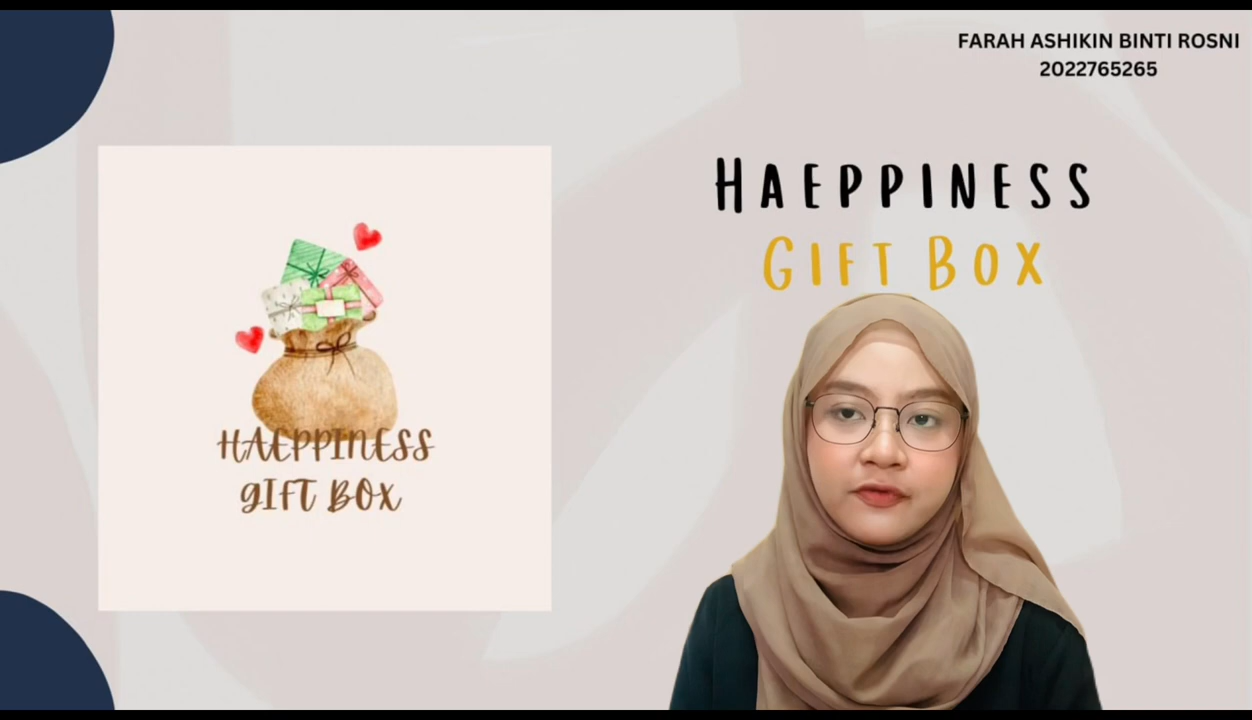 FARAH ASHIKIN BINTI ROSNI
2022765265
HAEPPINESS
GIFT BOX
HAEPPINESS
gIFT BOX